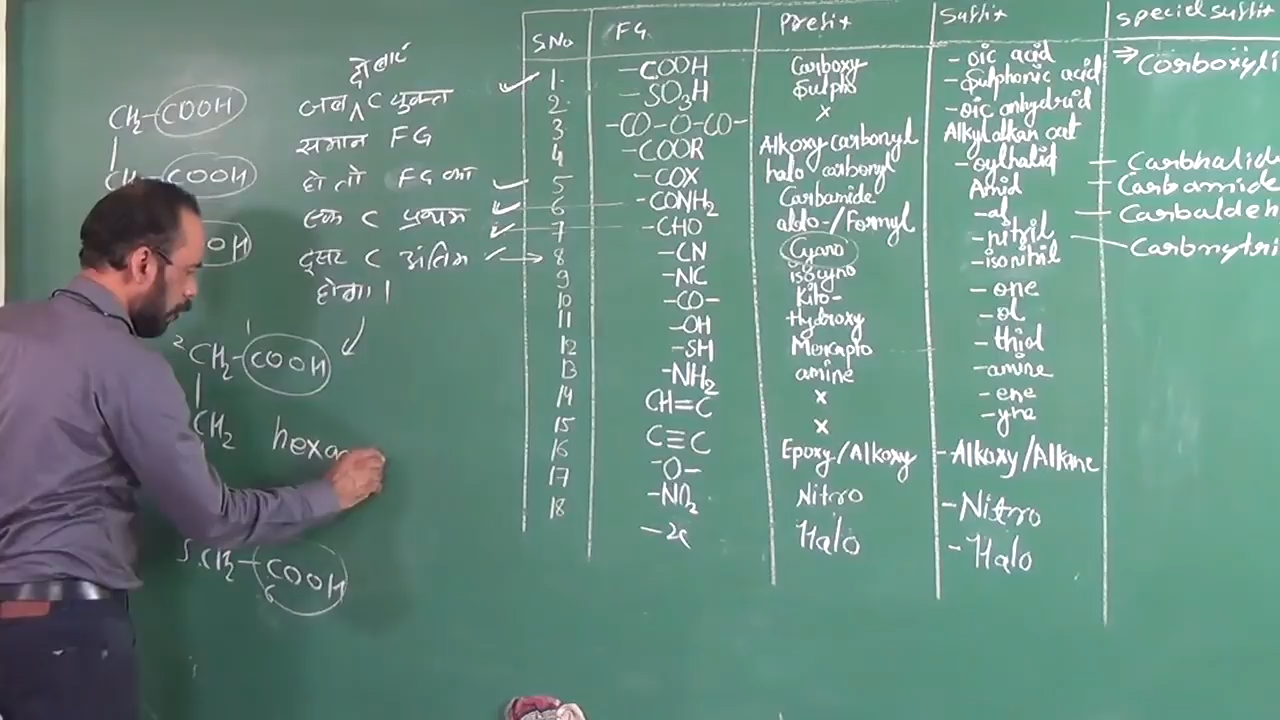 दो बार
जब ∧ C युक्त
समान FG
हो तो FG का
एक C प्रथम
दूसरा C अंतिम
होगा।
CH₂-COOH
CH-COOH
OH
1
2 CH₂-COOH
CH₂
hexa
5 CH₂-COOH
6
S.No FG Prefix Suffix Special suffix
1. -COOH Carboxy -oic acid ⇒ Corboxyli
2. -SO₃H Sulpho -Sulphonic acid
3 -CO-O-CO- x -oic anhydrid
4 -COOR Alkoxy carbonyl Alkyl alkan oat
5 -COX halo carbonyl -oylhalid - Carbhalide
6 -CONH₂ Carbamide Amid - Carbamide
7 -CHO aldo-/Formyl -al - Carbaldeh
8 -CN Cyano -nitril - Carbonytri
9 -NC isocyno -isonitril
10 -CO- Kito- -one
11 -OH Hydroxy -ol
12 -SH Mercapto -thiol
13 -NH₂ amine -amine
14 CH=C x -ene
15 C≡C x -yne
16 -O- Epoxy/Alkoxy -Alkoxy/Alkane
17 -NO₂ Nitro -Nitro
18 Halo -Halo